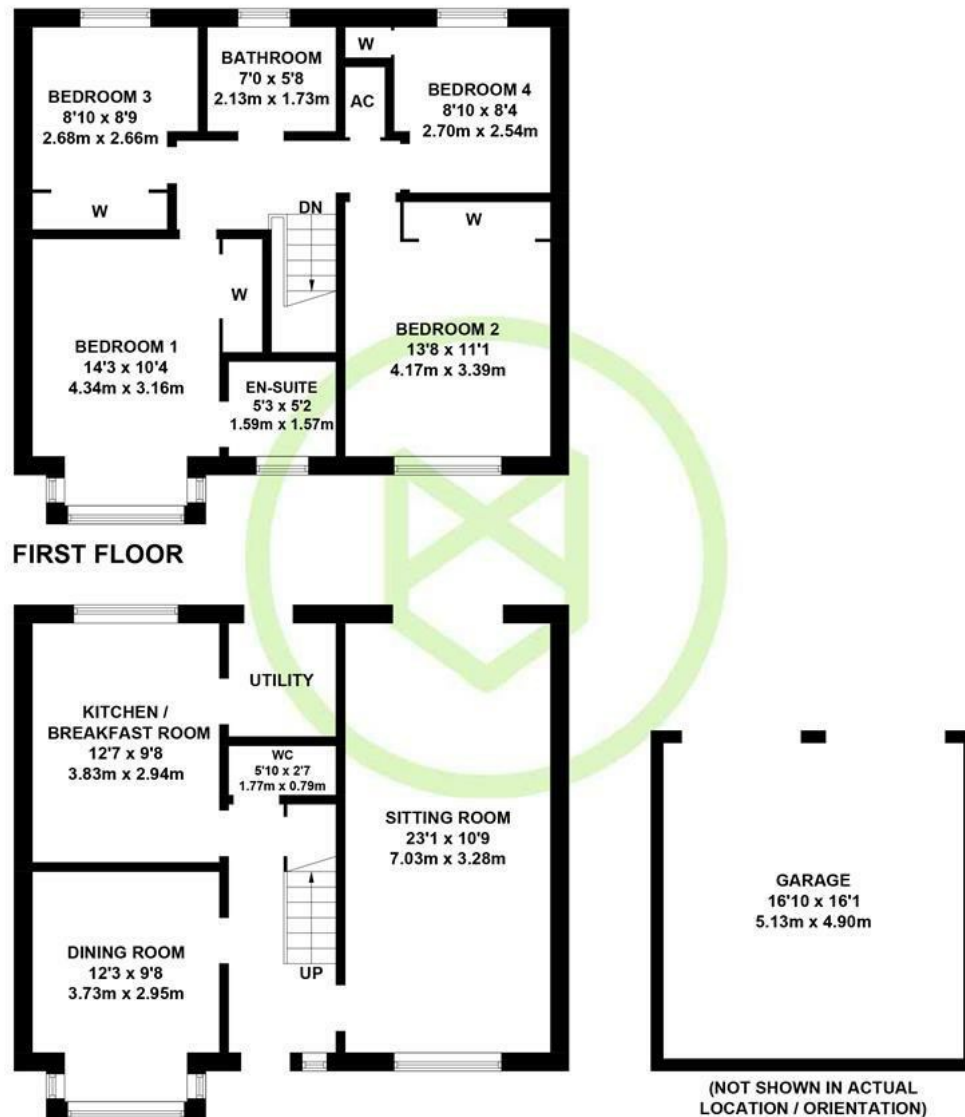 BEDROOM 3
8'10 x 8'9
2.68m x 2.66m
W
BATHROOM
7'0 x 5'8
2.13m x 1.73m
W
AC
BEDROOM 4
8'10 x 8'4
2.70m x 2.54m
DN
W
W
BEDROOM 1
14'3 x 10'4
4.34m x 3.16m
EN-SUITE
5'3 x 5'2
1.59m x 1.57m
BEDROOM 2
13'8 x 11'1
4.17m x 3.39m
FIRST FLOOR
KITCHEN /
BREAKFAST ROOM
12'7 x 9'8
3.83m x 2.94m
UTILITY
WC
5'10 x 2'7
1.77m x 0.79m
SITTING ROOM
23'1 x 10'9
7.03m x 3.28m
DINING ROOM
12'3 x 9'8
3.73m x 2.95m
UP
GARAGE
16'10 x 16'1
5.13m x 4.90m
(NOT SHOWN IN ACTUAL
LOCATION / ORIENTATION)